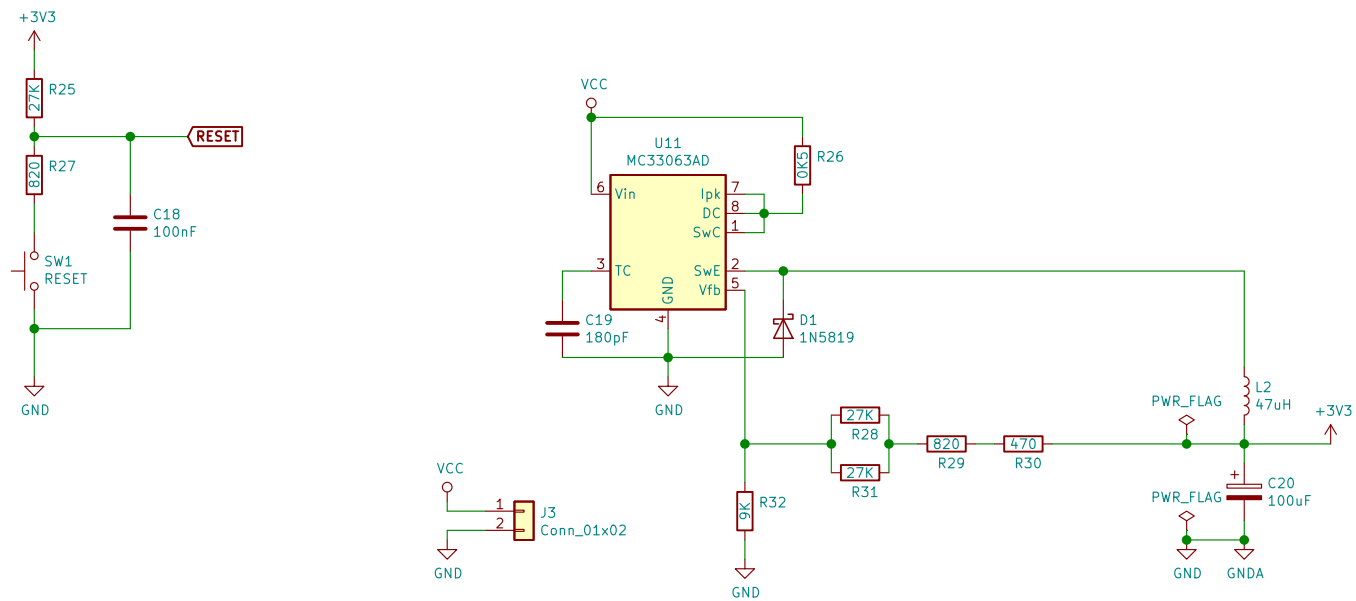 +3V3
R25
27K
RESET
R27
820
C18
100nF
SW1
RESET
GND
VCC
U11
MC33063AD
R26
0K5
6
Vin
Ipk
7
DC
8
SwC
1
3
TC
SwE
2
Vfb
5
GND
4
C19
180pF
D1
1N5819
GND
L2
47uH
PWR_FLAG
+3V3
27K
R28
820
R29
470
R30
27K
R31
VCC
1
2
J3
Conn_01x02
GND
R32
9K
GND
+
C20
100uF
PWR_FLAG
GND
GNDA